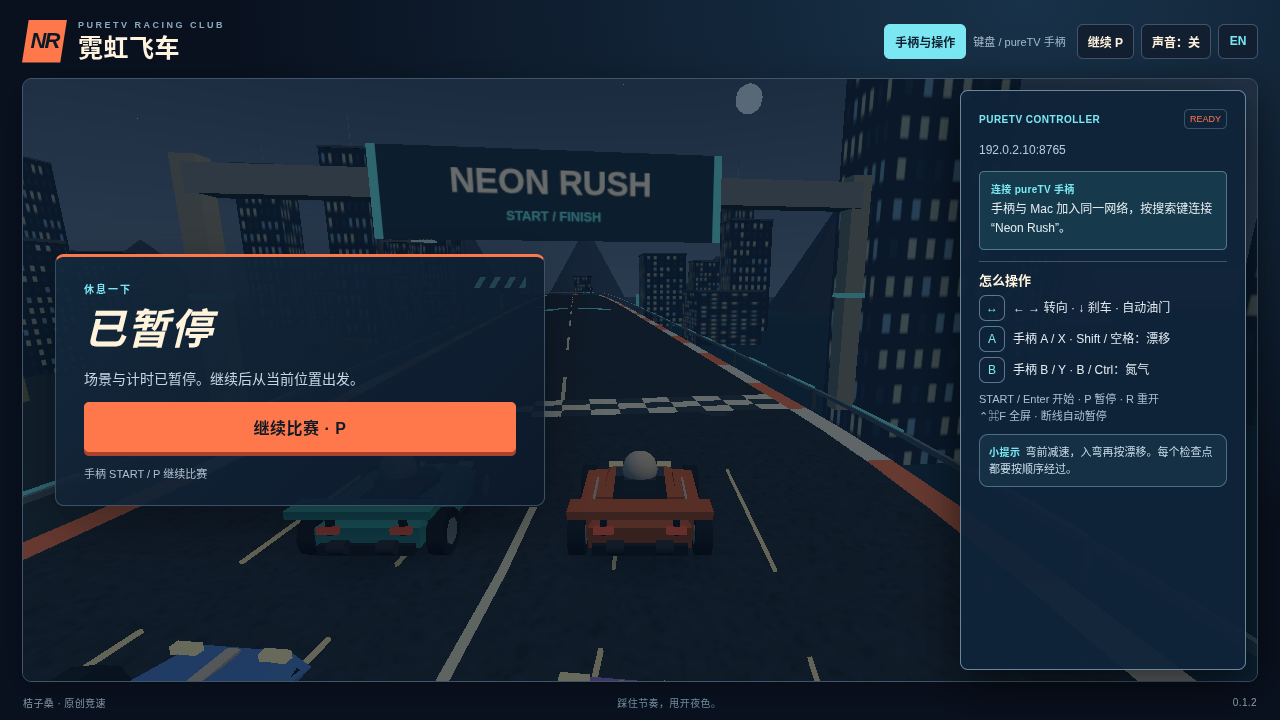 NR
PURETV RACING CLUB
霓虹飞车
手柄与操作
键盘 / pureTV 手柄
继续 P
声音：关
EN
NEON RUSH
START / FINISH
休息一下
已暂停
场景与计时已暂停。继续后从当前位置出发。
继续比赛 · P
手柄 START / P 继续比赛
PURETV CONTROLLER
READY
192.0.2.10:8765
连接 pureTV 手柄
手柄与 Mac 加入同一网络，按搜索键连接
“Neon Rush”。
怎么操作
↔ ← → 转向 · ↓ 刹车 · 自动油门
A 手柄 A / X · Shift / 空格：漂移
B 手柄 B / Y · B / Ctrl：氮气
START / Enter 开始 · P 暂停 · R 重开
⌃⌘F 全屏 · 断线自动暂停
小提示 弯前减速，入弯再按漂移。每个检查点
都要按顺序经过。
桔子桑 · 原创竞速
踩住节奏，甩开夜色。
0.1.2